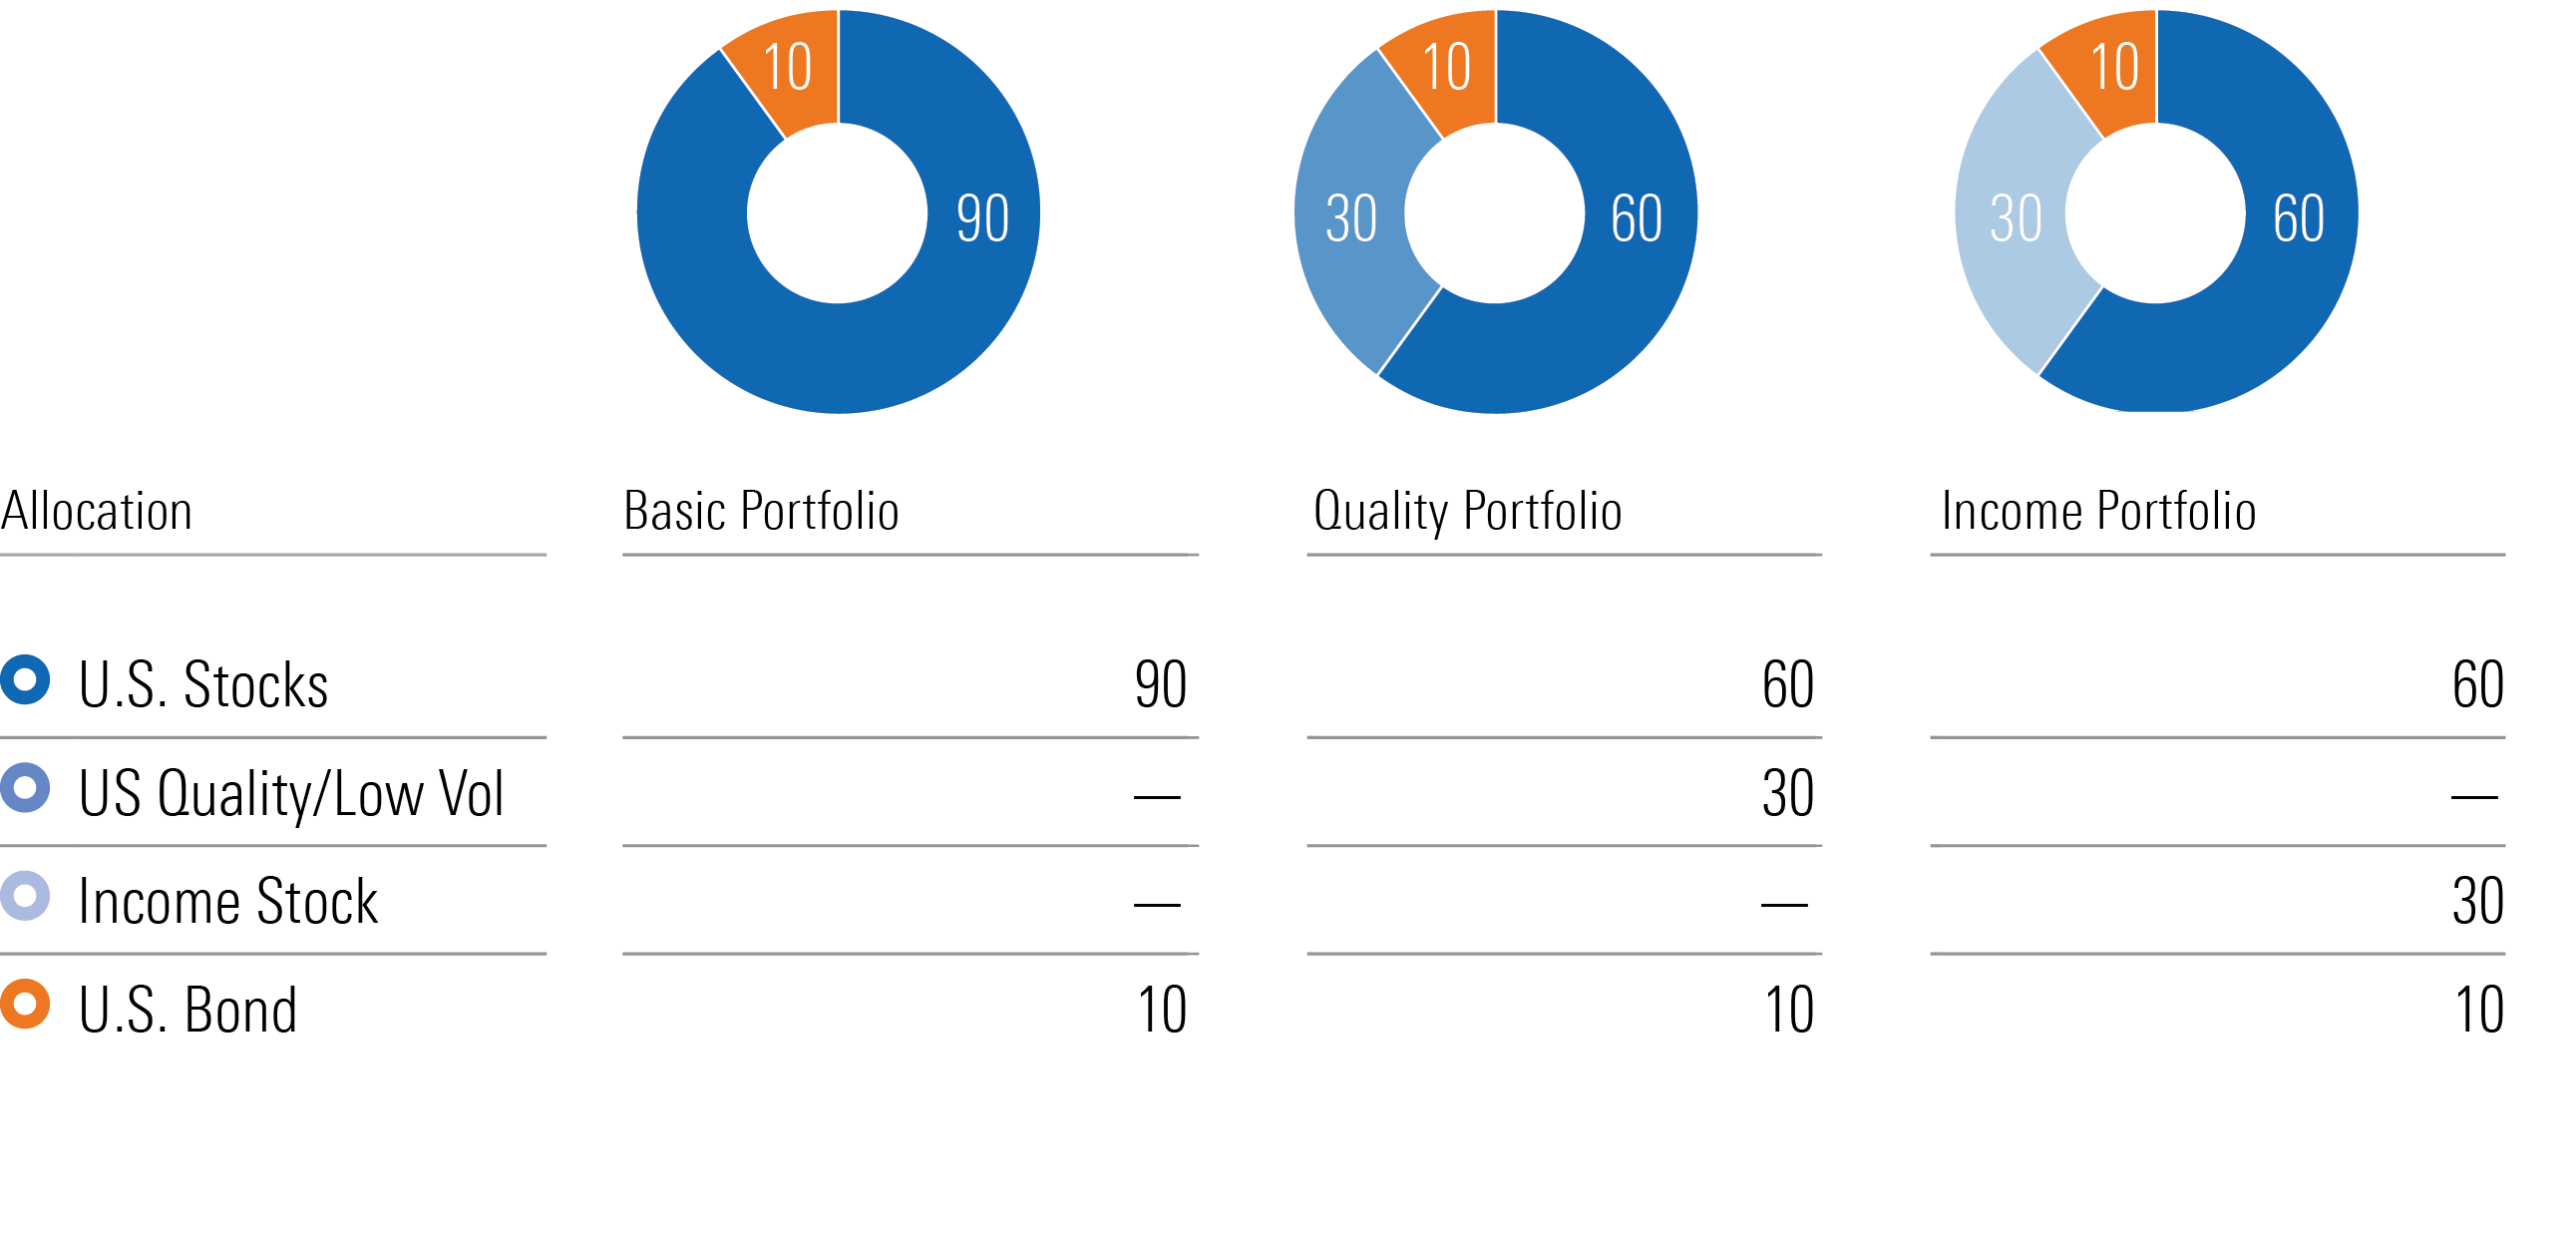 10
90
10
30
60
10
30
60
Allocation Basic Portfolio Quality Portfolio Income Portfolio
U.S. Stocks 90 60 60
US Quality/Low Vol — 30 —
Income Stock — — 30
U.S. Bond 10 10 10